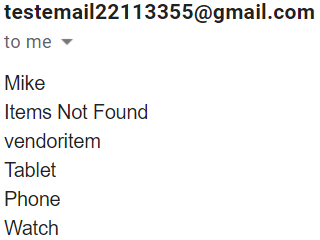 testemail22113355@gmail.com
to me
Mike
Items Not Found
vendoritem
Tablet
Phone
Watch